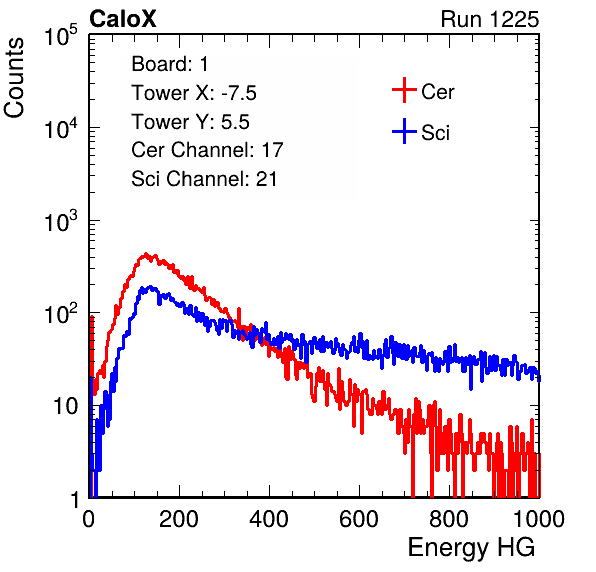 CaloX Run 1225
Counts
10^5
10^4
10^3
10^2
10
1
Board: 1
Tower X: -7.5
Tower Y: 5.5
Cer Channel: 17
Sci Channel: 21
Cer
Sci
0 200 400 600 800 1000
Energy HG